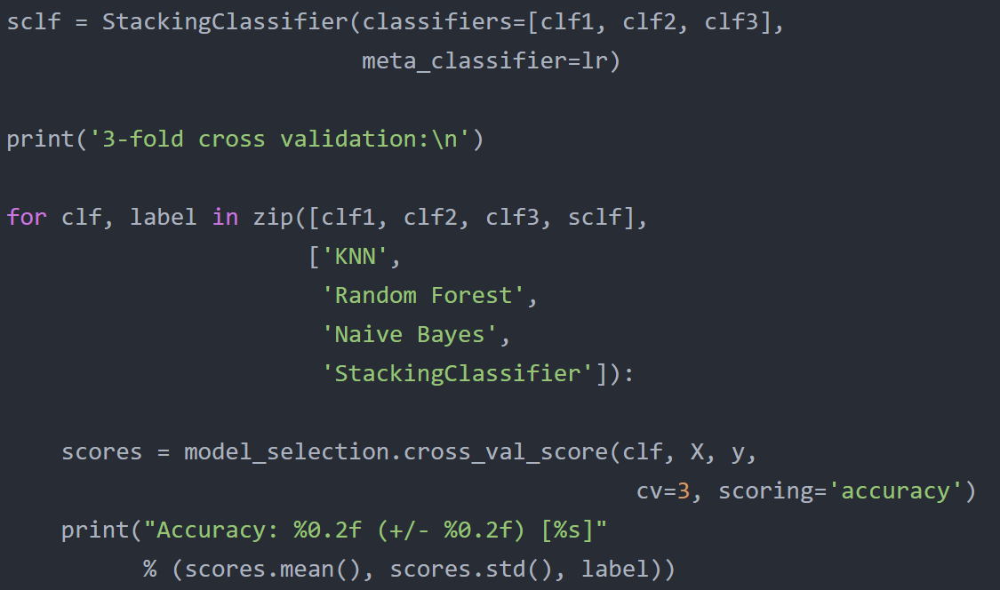 sclf = StackingClassifier(classifiers=[clf1, clf2, clf3],
                          meta_classifier=lr)

print('3-fold cross validation:\n')

for clf, label in zip([clf1, clf2, clf3, sclf],
                      ['KNN',
                       'Random Forest',
                       'Naive Bayes',
                       'StackingClassifier']):

    scores = model_selection.cross_val_score(clf, X, y,
                                              cv=3, scoring='accuracy')
    print("Accuracy: %0.2f (+/- %0.2f) [%s]"
          % (scores.mean(), scores.std(), label))